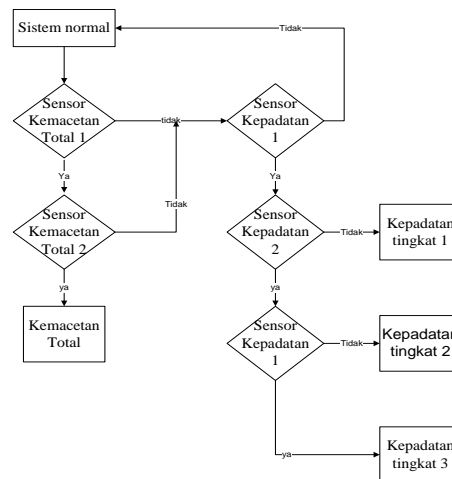 Sistem normal
Tidak
Sensor
Kemacetan
Total 1
tidak
Sensor
Kepadatan
1
Ya
Ya
Tidak
Sensor
Kemacetan
Total 2
Sensor
Kepadatan
2
Tidak
Kepadatan
tingkat 1
ya
ya
Kemacetan
Total
Sensor
Kepadatan
1
Tidak
Kepadatan
tingkat 2
ya
Kepadatan
tingkat 3